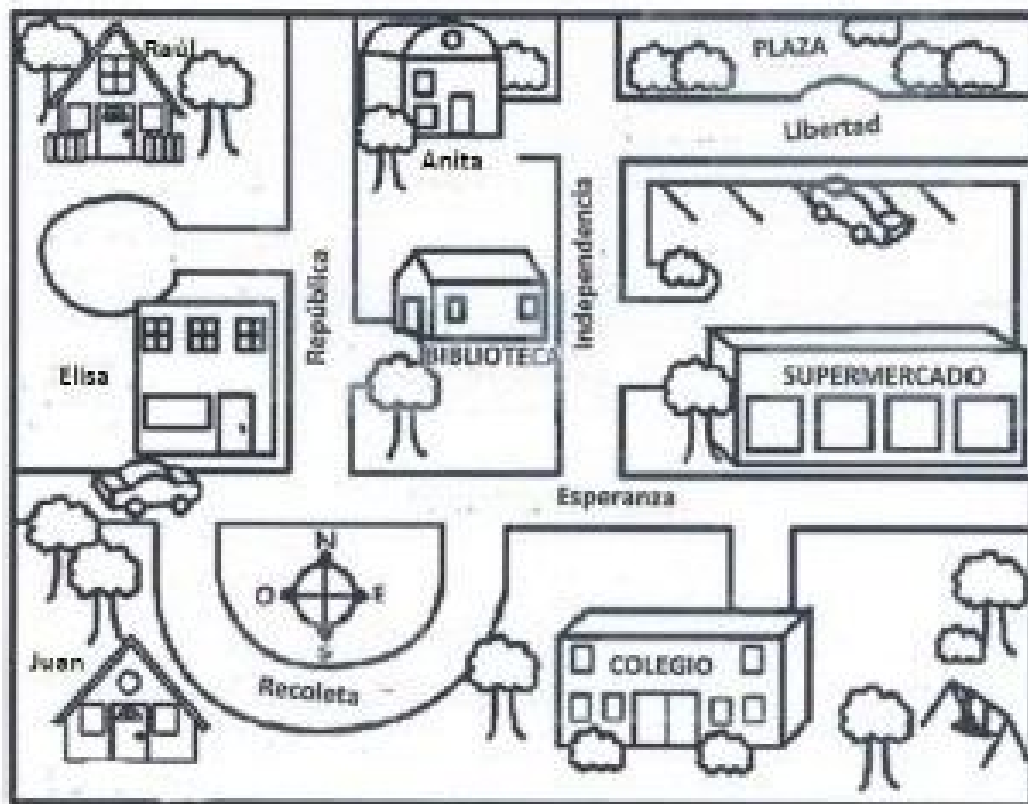 Raúl
PLAZA
Libertad
Anita
República
Independencia
BIBLIOTECA
Elisa
SUPERMERCADO
Esperanza
N
O
E
S
Juan
COLEGIO
Recoleta